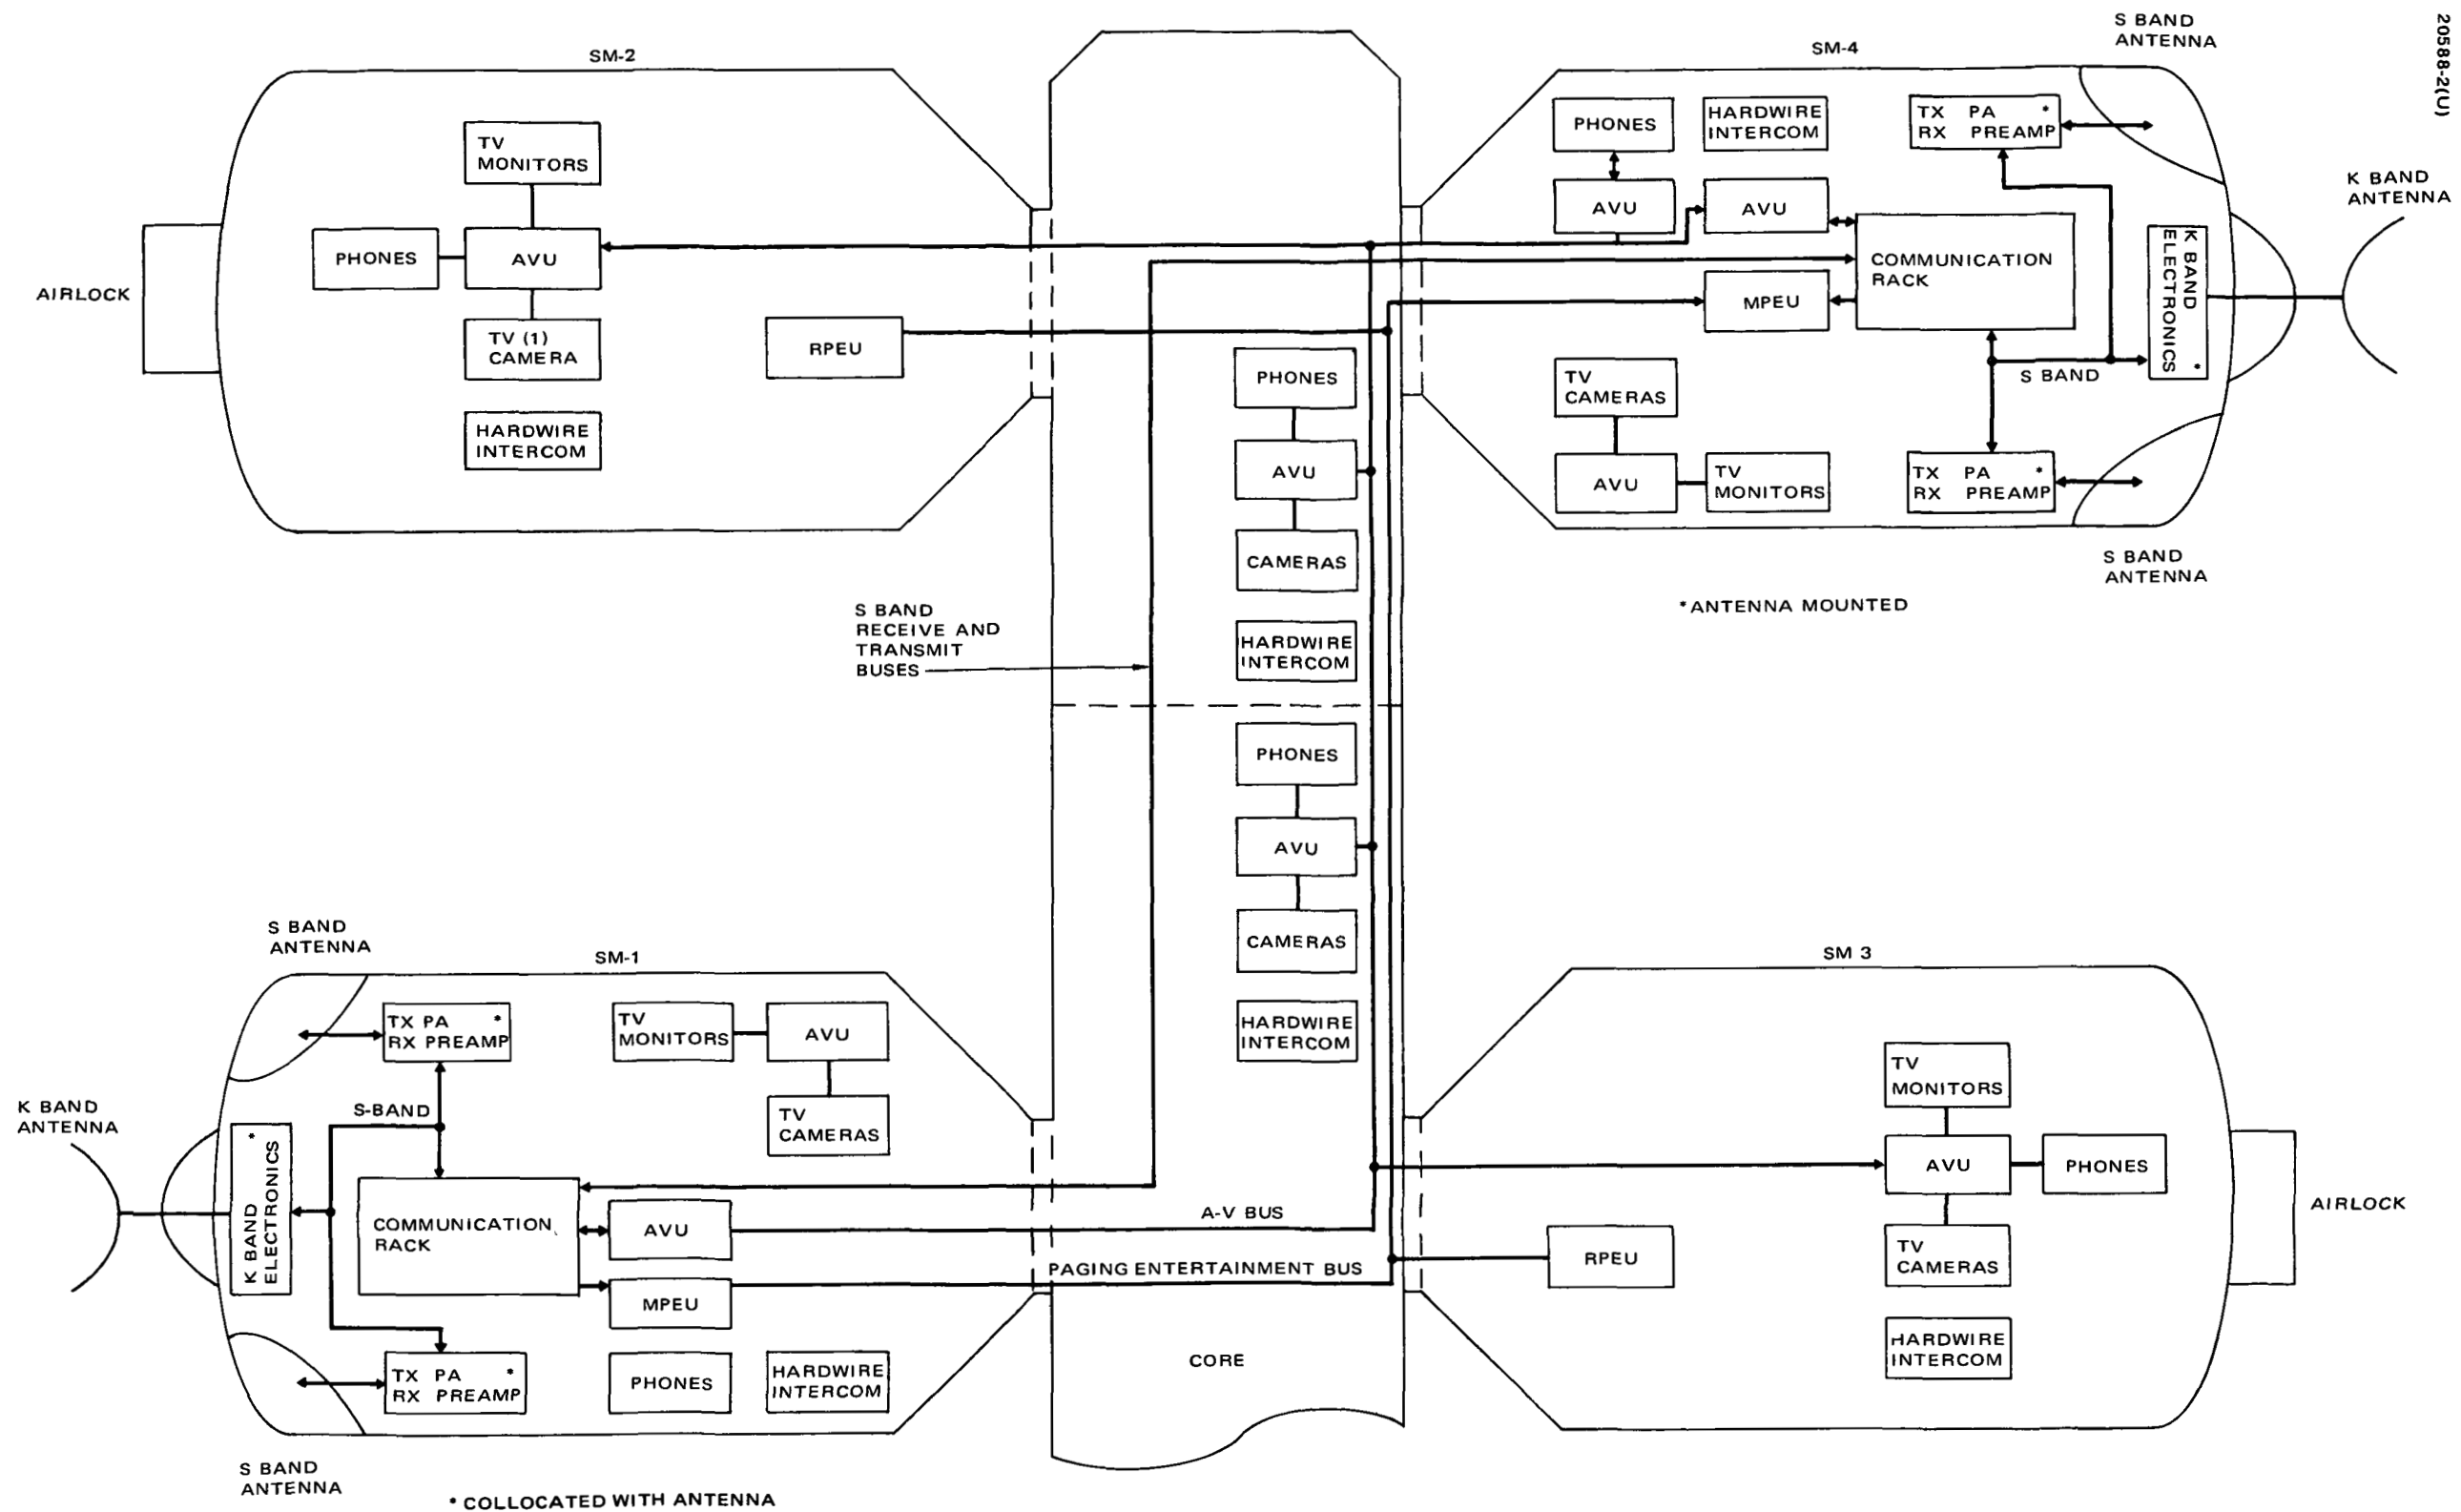 20588-2(U)
SM-2
TV
MONITORS
PHONES
AVU
TV (1)
CAMERA
HARDWIRE
INTERCOM
RPEU
AIRLOCK
SM-4
S BAND
ANTENNA
PHONES
HARDWIRE
INTERCOM
TX PA *
RX PREAMP
AVU
AVU
COMMUNICATION
RACK
MPEU
K BAND
ELECTRONICS *
K BAND
ANTENNA
S BAND
TV
CAMERAS
AVU
TV
MONITORS
TX PA *
RX PREAMP
S BAND
ANTENNA
*ANTENNA MOUNTED
PHONES
AVU
CAMERAS
HARDWIRE
INTERCOM
S BAND
RECEIVE AND
TRANSMIT
BUSES
PHONES
AVU
CAMERAS
HARDWIRE
INTERCOM
A-V BUS
PAGING ENTERTAINMENT BUS
CORE
S BAND
ANTENNA
SM-1
TX PA *
RX PREAMP
TV
MONITORS
AVU
TV
CAMERAS
S-BAND
K BAND
ANTENNA
K BAND *
ELECTRONICS
COMMUNICATION
RACK
AVU
MPEU
TX PA *
RX PREAMP
PHONES
HARDWIRE
INTERCOM
S BAND
ANTENNA
* COLLOCATED WITH ANTENNA
SM 3
TV
MONITORS
AVU
PHONES
TV
CAMERAS
RPEU
HARDWIRE
INTERCOM
AIRLOCK